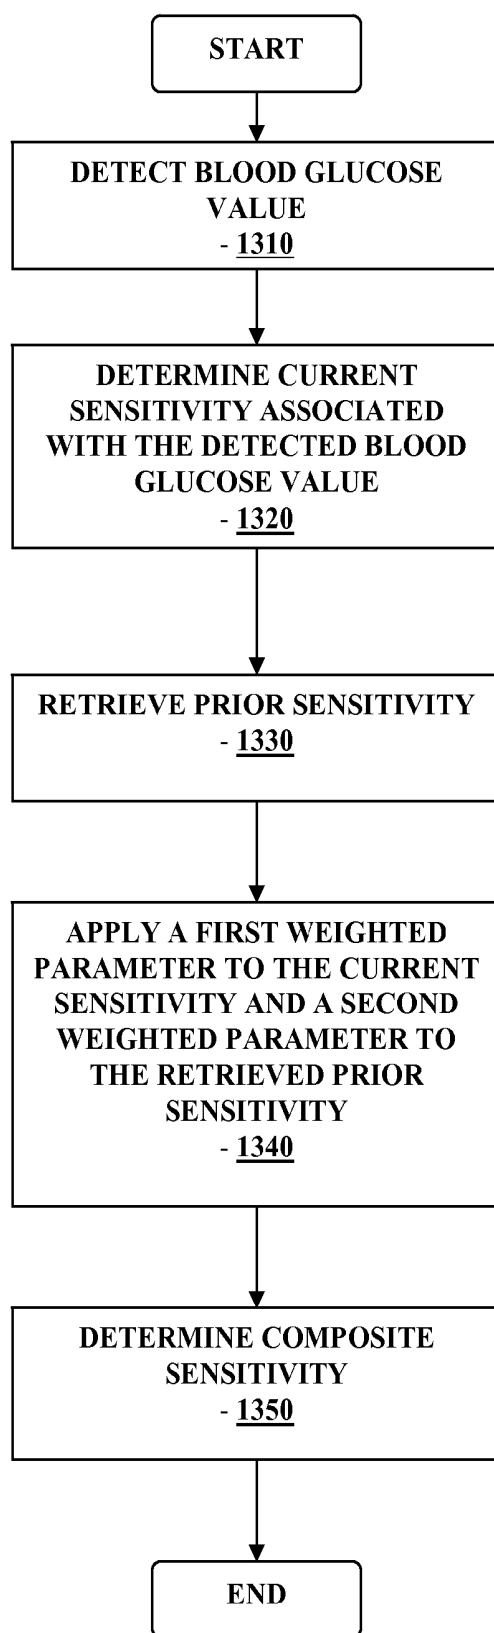 START
DETECT BLOOD GLUCOSE
VALUE
- 1310
DETERMINE CURRENT
SENSITIVITY ASSOCIATED
WITH THE DETECTED BLOOD
GLUCOSE VALUE
- 1320
RETRIEVE PRIOR SENSITIVITY
- 1330
APPLY A FIRST WEIGHTED
PARAMETER TO THE CURRENT
SENSITIVITY AND A SECOND
WEIGHTED PARAMETER TO
THE RETRIEVED PRIOR
SENSITIVITY
- 1340
DETERMINE COMPOSITE
SENSITIVITY
- 1350
END